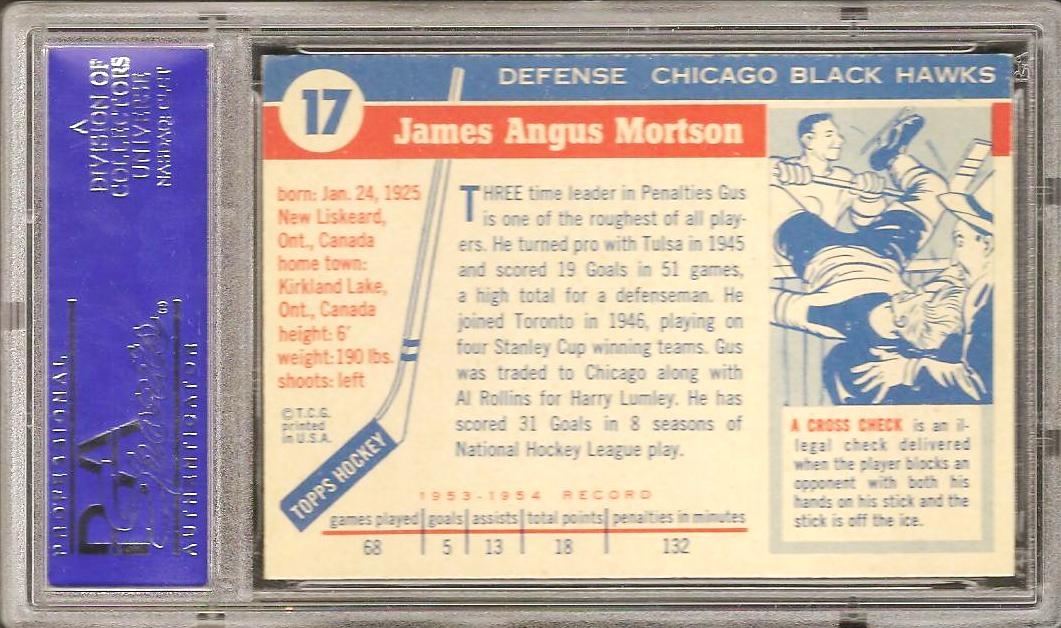 A
DIVISION OF
COLLECTORS
UNIVERSE
NASDAQ: CLCT
PSA
PROFESSIONAL
AUTHENTICATOR
17
DEFENSE CHICAGO BLACK HAWKS
James Angus Mortson
born: Jan. 24, 1925
New Liskeard,
Ont., Canada
home town:
Kirkland Lake,
Ont., Canada
height: 6'
weight: 190 lbs.
shoots: left
© T.C.G.
printed
in U.S.A.
TOPPS HOCKEY
THREE time leader in Penalties Gus
is one of the roughest of all play-
ers. He turned pro with Tulsa in 1945
and scored 19 Goals in 51 games,
a high total for a defenseman. He
joined Toronto in 1946, playing on
four Stanley Cup winning teams. Gus
was traded to Chicago along with
Al Rollins for Harry Lumley. He has
scored 31 Goals in 8 seasons of
National Hockey League play.
A CROSS CHECK is an il-
legal check delivered
when the player blocks an
opponent with both his
hands on his stick and the
stick is off the ice.
1953-1954 RECORD
games played goals assists total points penalties in minutes
68 5 13 18 132